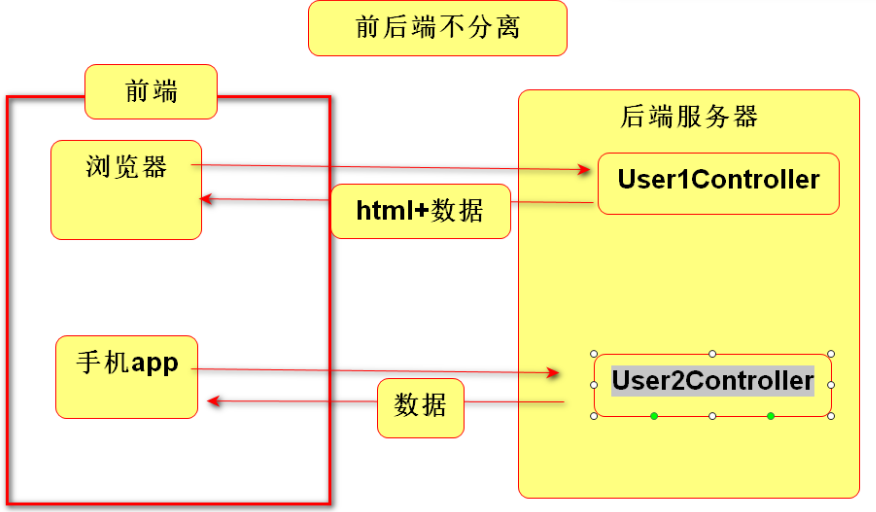 前后端不分离
前端
后端服务器
浏览器
User1Controller
html+数据
手机app
User2Controller
数据